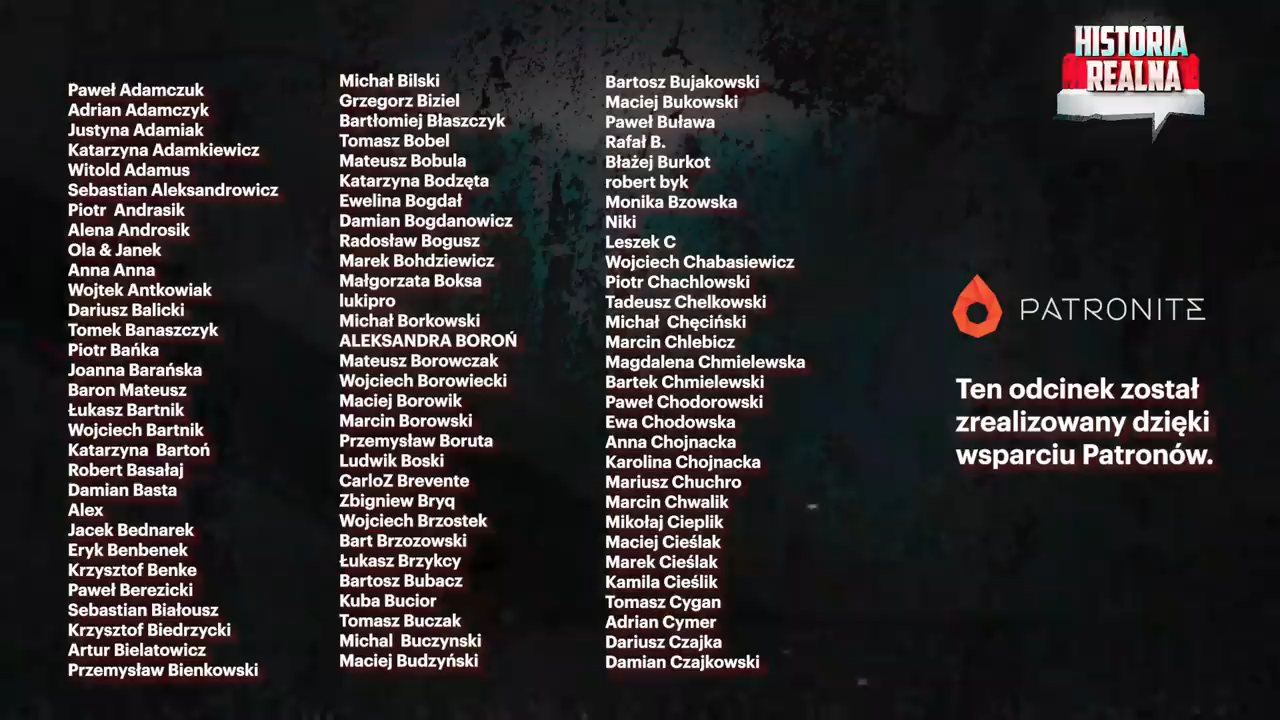 Paweł Adamczuk
Adrian Adamczyk
Justyna Adamiak
Katarzyna Adamkiewicz
Witold Adamus
Sebastian Aleksandrowicz
Piotr  Andrasik
Alena Androsik
Ola & Janek
Anna Anna
Wojtek Antkowiak
Dariusz Balicki
Tomek Banaszczyk
Piotr Bańka
Joanna Barańska
Baron Mateusz
Łukasz Bartnik
Wojciech Bartnik
Katarzyna  Bartoń
Robert Basałaj
Damian Basta
Alex
Jacek Bednarek
Eryk Benbenek
Krzysztof Benke
Paweł Berezicki
Sebastian Białousz
Krzysztof Biedrzycki
Artur Bielatowicz
Przemysław Bienkowski
Michał Bilski
Grzegorz Biziel
Bartłomiej Błaszczyk
Tomasz Bobel
Mateusz Bobula
Katarzyna Bodzęta
Ewelina Bogdał
Damian Bogdanowicz
Radosław Bogusz
Marek Bohdziewicz
Małgorzata Boksa
lukipro
Michał Borkowski
ALEKSANDRA BOROŃ
Mateusz Borowczak
Wojciech Borowiecki
Maciej Borowik
Marcin Borowski
Przemysław Boruta
Ludwik Boski
CarloZ Brevente
Zbigniew Bryq
Wojciech Brzostek
Bart Brzozowski
Łukasz Brzykcy
Bartosz Bubacz
Kuba Bucior
Tomasz Buczak
Michal  Buczynski
Maciej Budzyński
Bartosz Bujakowski
Maciej Bukowski
Paweł Buława
Rafał B.
Błażej Burkot
robert byk
Monika Bzowska
Niki
Leszek C
Wojciech Chabasiewicz
Piotr Chachlowski
Tadeusz Chelkowski
Michał  Chęciński
Marcin Chlebicz
Magdalena Chmielewska
Bartek Chmielewski
Paweł Chodorowski
Ewa Chodowska
Anna Chojnacka
Karolina Chojnacka
Mariusz Chuchro
Marcin Chwalik
Mikołaj Cieplik
Maciej Cieślak
Marek Cieślak
Kamila Cieślik
Tomasz Cygan
Adrian Cymer
Dariusz Czajka
Damian Czajkowski
HISTORIA
REALNA
PATRONITE
Ten odcinek został
zrealizowany dzięki
wsparciu Patronów.